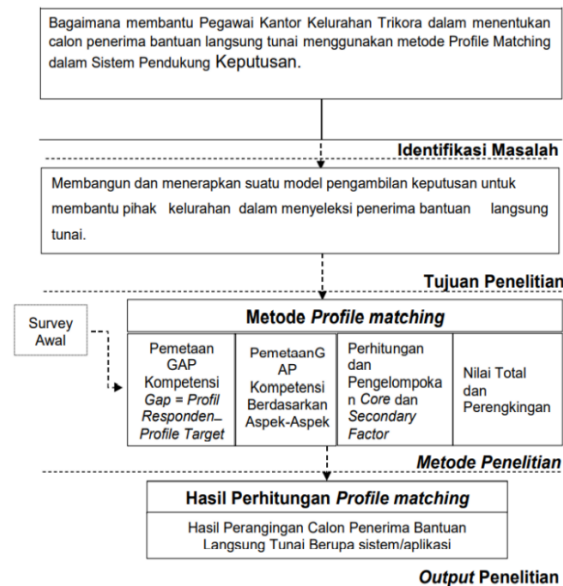 Bagaimana membantu Pegawai Kantor Kelurahan Trikora dalam menentukan
calon penerima bantuan langsung tunai menggunakan metode Profile Matching
dalam Sistem Pendukung Keputusan.
Identifikasi Masalah
Membangun dan menerapkan suatu model pengambilan keputusan untuk
membantu pihak kelurahan dalam menyeleksi penerima bantuan langsung
tunai.
Tujuan Penelitian
Survey
Awal
Metode Profile matching
Pemetaan
GAP
Kompetensi
Gap = Profil
Responden–
Profile Target
PemetaanG
AP
Kompetensi
Berdasarkan
Aspek-Aspek
Perhitungan
dan
Pengelompoka
n Core dan
Secondary
Factor
Nilai Total
dan
Perengkingan
Metode Penelitian
Hasil Perhitungan Profile matching
Hasil Perangingan Calon Penerima Bantuan
Langsung Tunai Berupa sistem/aplikasi
Output Penelitian